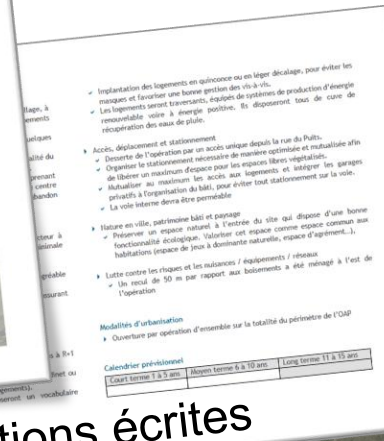 ✓ Implantation des logements en quinconce ou en léger décalage, pour éviter les
masques et favoriser une bonne gestion des vis-à-vis.
✓ Les logements seront traversants, équipés de systèmes de production d'énergie
renouvelable voire à énergie positive. Ils disposeront tous de cuve de
récupération des eaux de pluie.
Accès, déplacement et stationnement
✓ Desserte de l'opération par un accès unique depuis la rue du Puits.
✓ Organiser le stationnement nécessaire de manière optimisée et mutualisée afin
de libérer un maximum d'espace pour les espaces libres végétalisés.
✓ Mutualiser au maximum les accès aux logements et intégrer les garages
privatifs à l'organisation du bâti, pour éviter tout stationnement sur la voie.
✓ La voie interne devra être perméable
Nature en ville, patrimoine bâti et paysage
✓ Préserver un espace naturel à l'entrée du site qui dispose d'une bonne
fonctionnalité écologique. Valoriser cet espace comme espace commun aux
habitations (espace de jeux à dominante naturelle, espace d'agrément…).
Lutte contre les risques et les nuisances / équipements / réseaux
✓ Un recul de 50 m par rapport aux boisements a été ménagé à l'est de
l'opération
Modalités d'urbanisation
Ouverture par opération d'ensemble sur la totalité du périmètre de l'OAP
Calendrier prévisionnel
Court terme 1 à 5 ans Moyen terme 6 à 10 ans Long terme 11 à 15 ans
tions écrites